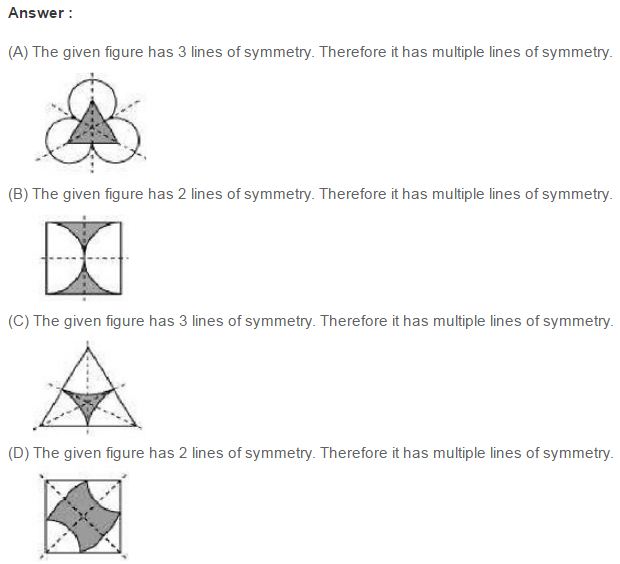 Answer :
(A) The given figure has 3 lines of symmetry. Therefore it has multiple lines of symmetry.
(B) The given figure has 2 lines of symmetry. Therefore it has multiple lines of symmetry.
(C) The given figure has 3 lines of symmetry. Therefore it has multiple lines of symmetry.
(D) The given figure has 2 lines of symmetry. Therefore it has multiple lines of symmetry.